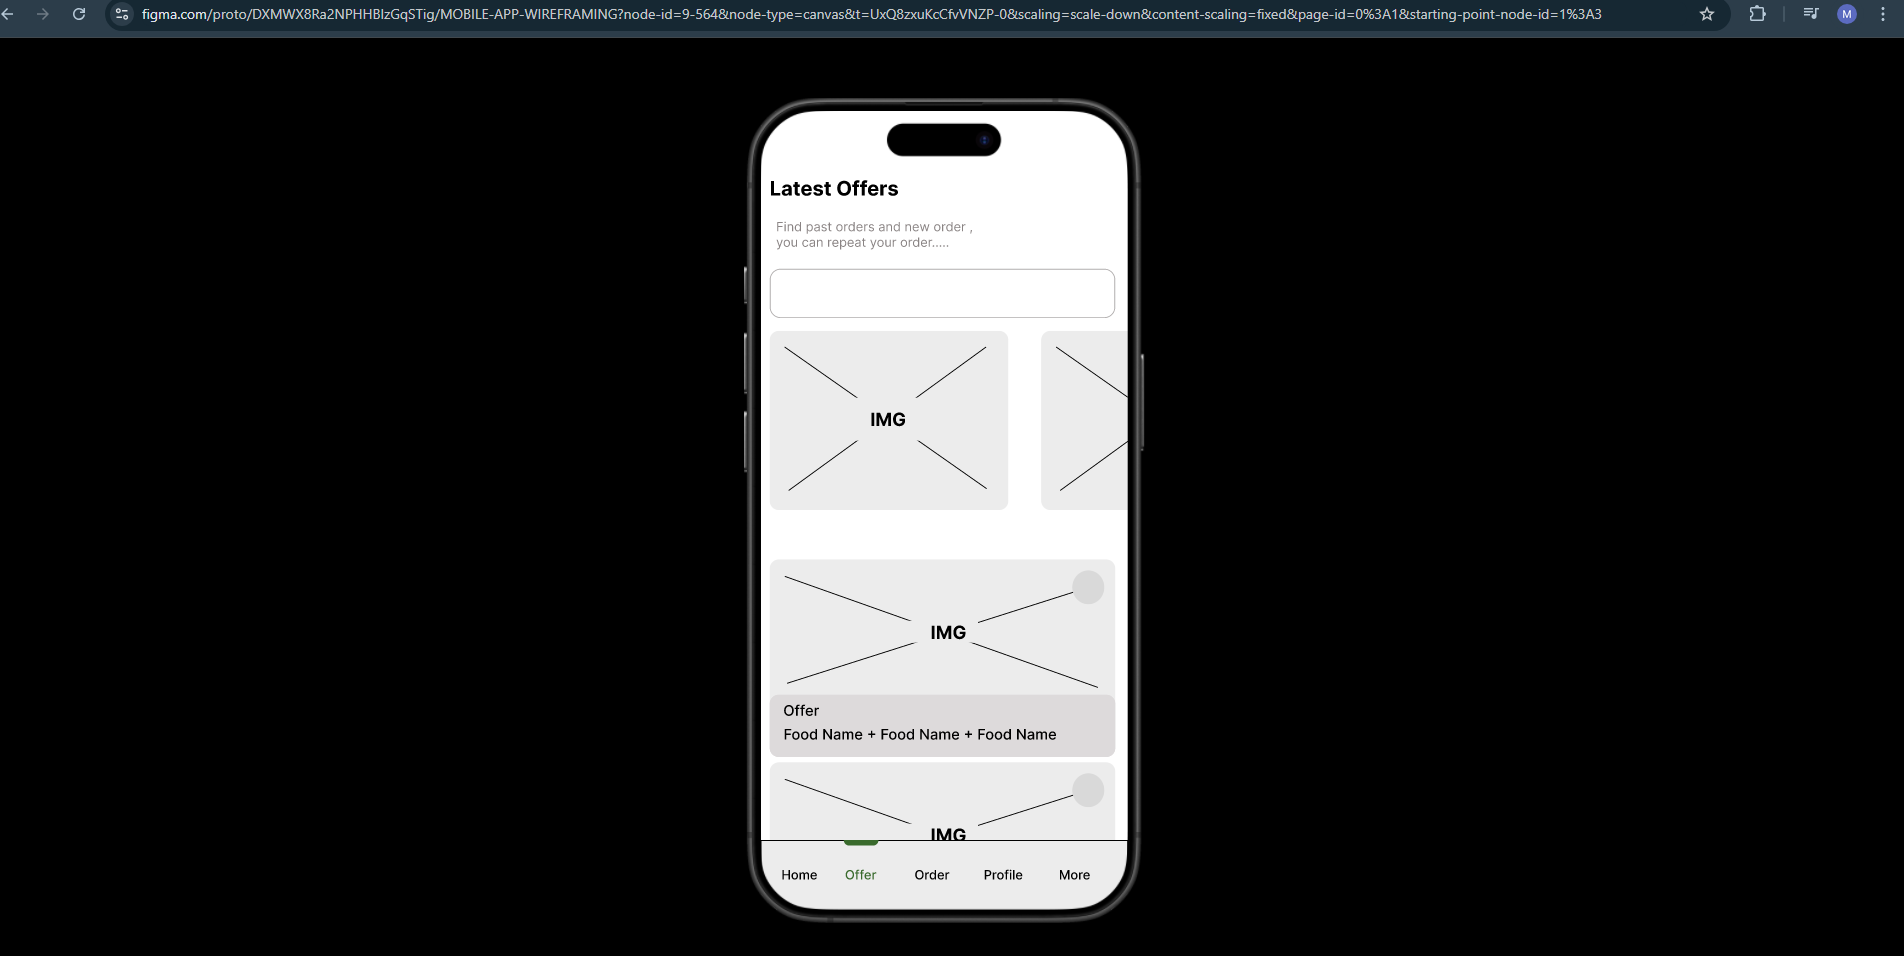 figma.com/proto/DXMWX8Ra2NPHHBlzGqSTig/MOBILE-APP-WIREFRAMING?node-id=9-564&node-type=canvas&t=UxQ8zxuKcCfvVNZP-0&scaling=scale-down&content-scaling=fixed&page-id=0%3A1&starting-point-node-id=1%3A3
M
Latest Offers
Find past orders and new order ,
you can repeat your order.....
IMG
IMG
Offer
Food Name + Food Name + Food Name
IMG
Home Offer Order Profile More